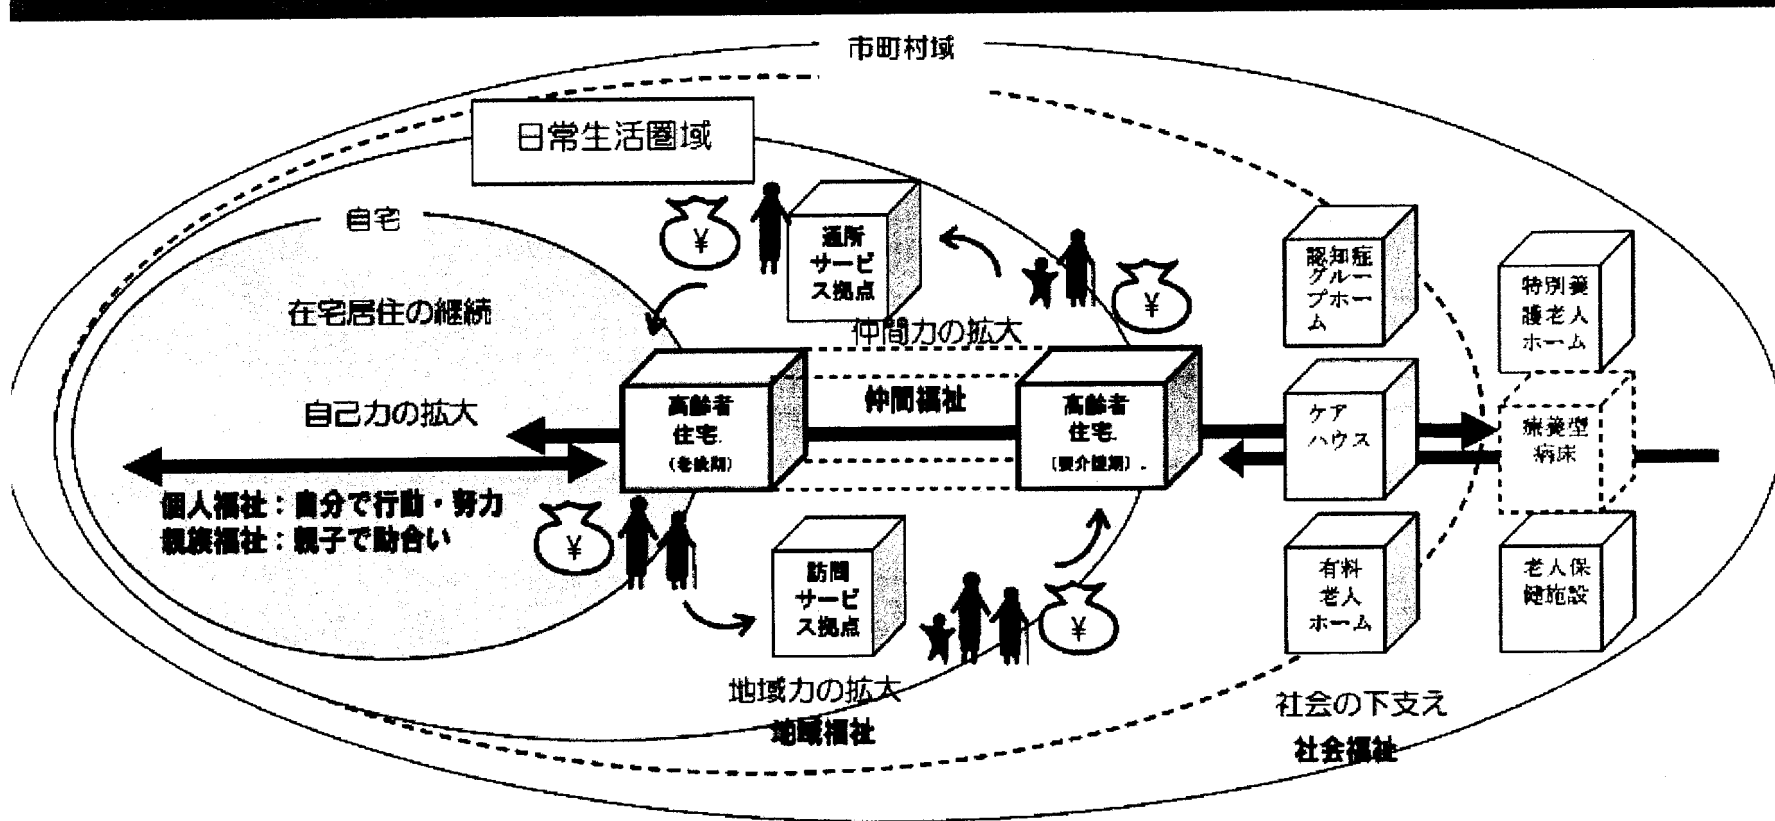 市町村域
日常生活圏域
自宅
在宅居住の継続
自己力の拡大
個人福祉：自分で行動・努力
親族福祉：親子で助合い
¥
通所
サービ
ス拠点
¥
仲間力の拡大
高齢者
住宅.
(老後期)
仲間福祉
高齢者
住宅.
(要介護期).
¥
訪問
サービ
ス拠点
¥
地域力の拡大
地域福祉
認知症
グルー
プホー
ム
特別養
護老人
ホーム
ケア
ハウス
療養型
病床
有料
老人
ホーム
老人保
健施設
社会の下支え
社会福祉